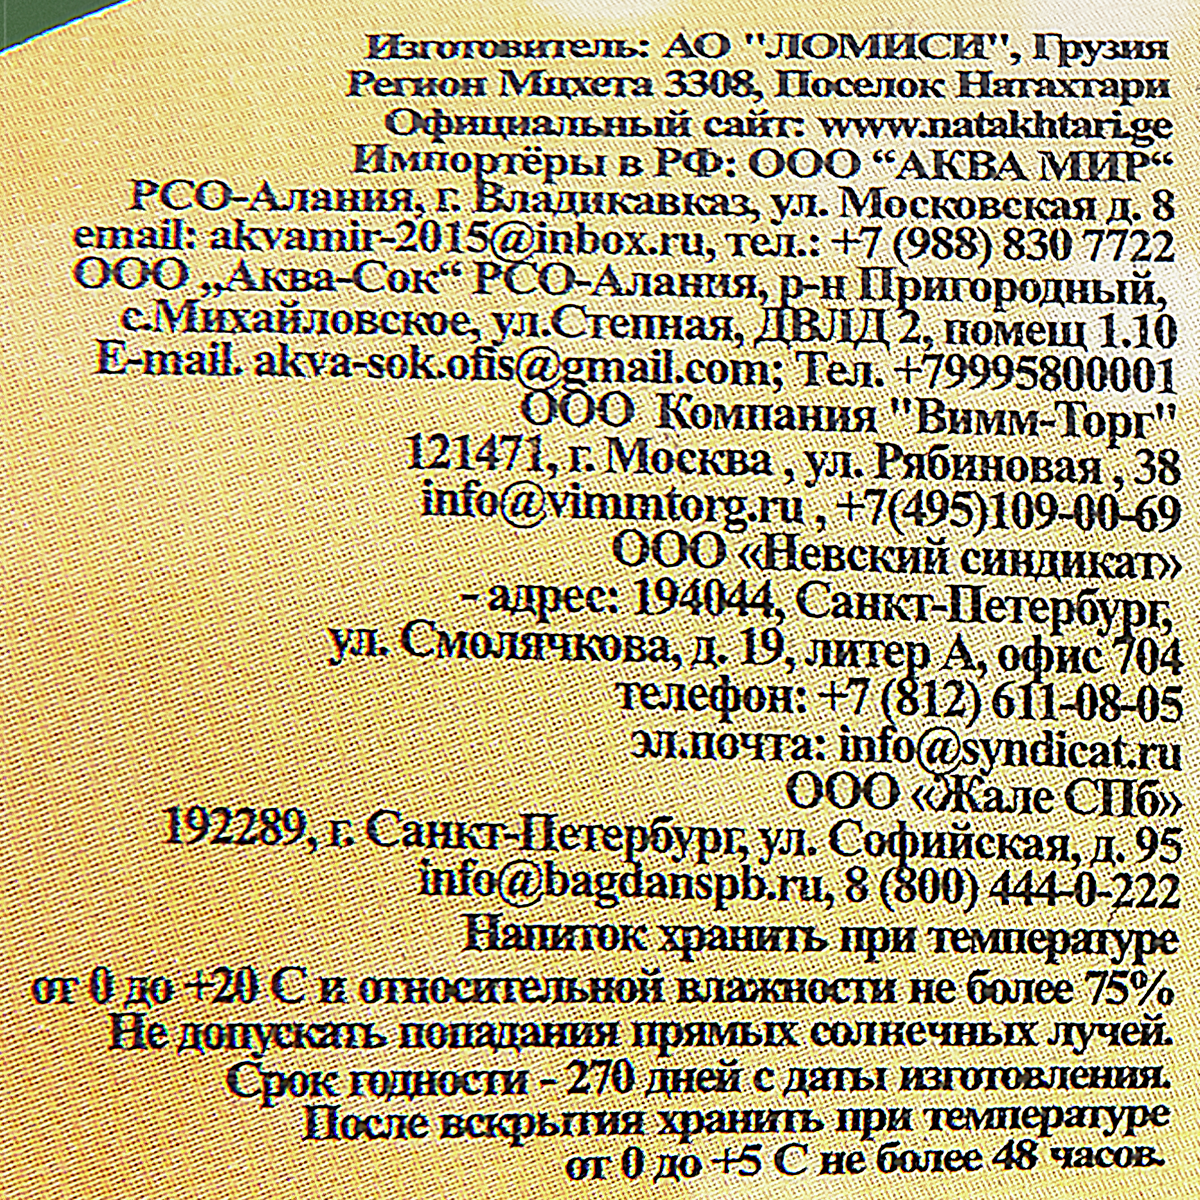 Изготовитель: АО "ЛОМИСИ", Грузия
Регион Мцхета 3308, Поселок Натахтари
Официальный сайт: www.natakhtari.ge
Импортёры в РФ: ООО “АКВА МИР“
РСО-Алания, г. Владикавказ, ул. Московская д. 8
email: akvamir-2015@inbox.ru, тел.: +7 (988) 830 7722
ООО „Аква-Сок“ РСО-Алания, р-н Пригородный,
с.Михайловское, ул.Степная, ДВЛД 2, помещ 1.10
E-mail. akva-sok.ofis@gmail.com; Тел. +79995800001
ООО Компания "Вимм-Торг"
121471, г. Москва , ул. Рябиновая , 38
info@vimmtorg.ru , +7(495)109-00-69
ООО «Невский синдикат»
- адрес: 194044, Санкт-Петербург,
ул. Смолячкова, д. 19, литер А, офис 704
телефон: +7 (812) 611-08-05
эл.почта: info@syndicat.ru
ООО «Жале СПб»
192289, г. Санкт-Петербург, ул. Софийская, д. 95
info@bagdanspb.ru, 8 (800) 444-0-222
Напиток хранить при температуре
от 0 до +20 С и относительной влажности не более 75%
Не допускать попадания прямых солнечных лучей.
Срок годности - 270 дней с даты изготовления.
После вскрытия хранить при температуре
от 0 до +5 С не более 48 часов.